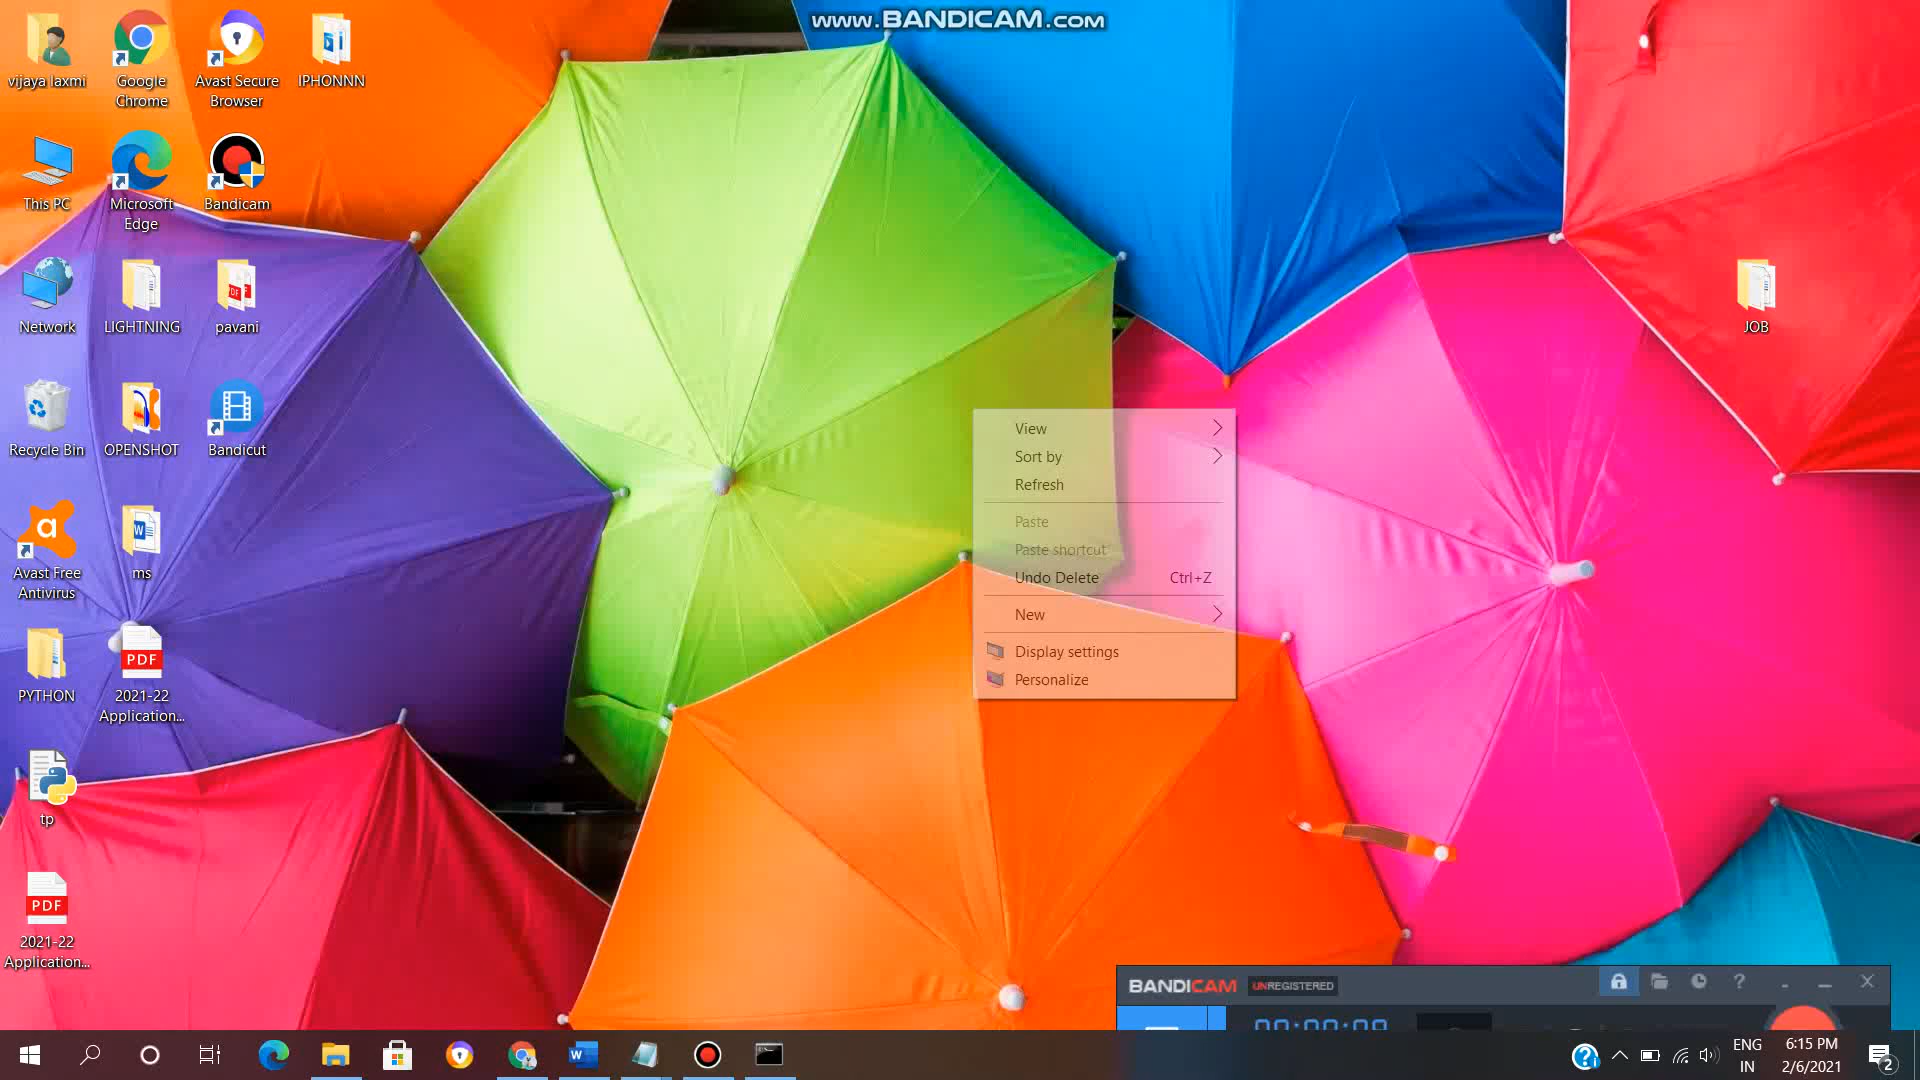 www.BANDICAM.com
vijaya laxmi
Google
Chrome
Avast Secure
Browser
IPHONNN
This PC
Microsoft
Edge
Bandicam
Network
LIGHTNING
pavani
JOB
Recycle Bin
OPENSHOT
Bandicut
Avast Free
Antivirus
ms
PYTHON
PDF
2021-22
Application...
tp
PDF
2021-22
Application...
View
Sort by
Refresh
Paste
Paste shortcut
Undo Delete Ctrl+Z
New
Display settings
Personalize
BANDICAM UNREGISTERED
ENG
IN
6:15 PM
2/6/2021
2